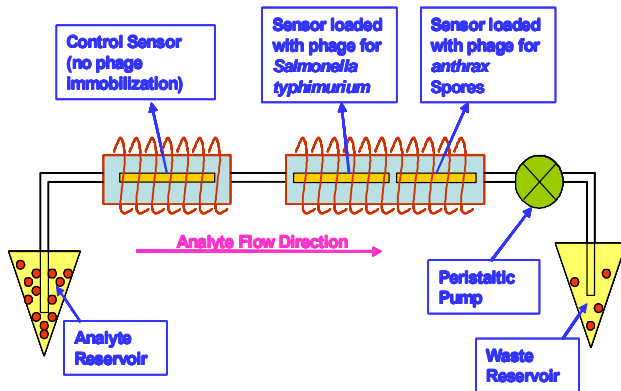 Control Sensor
(no phage
immobilization)
Sensor loaded
with phage for
Salmonella
typhimurium
Sensor loaded
with phage for
anthrax
Spores
Analyte Flow Direction
Analyte
Reservoir
Peristaltic
Pump
Waste
Reservoir